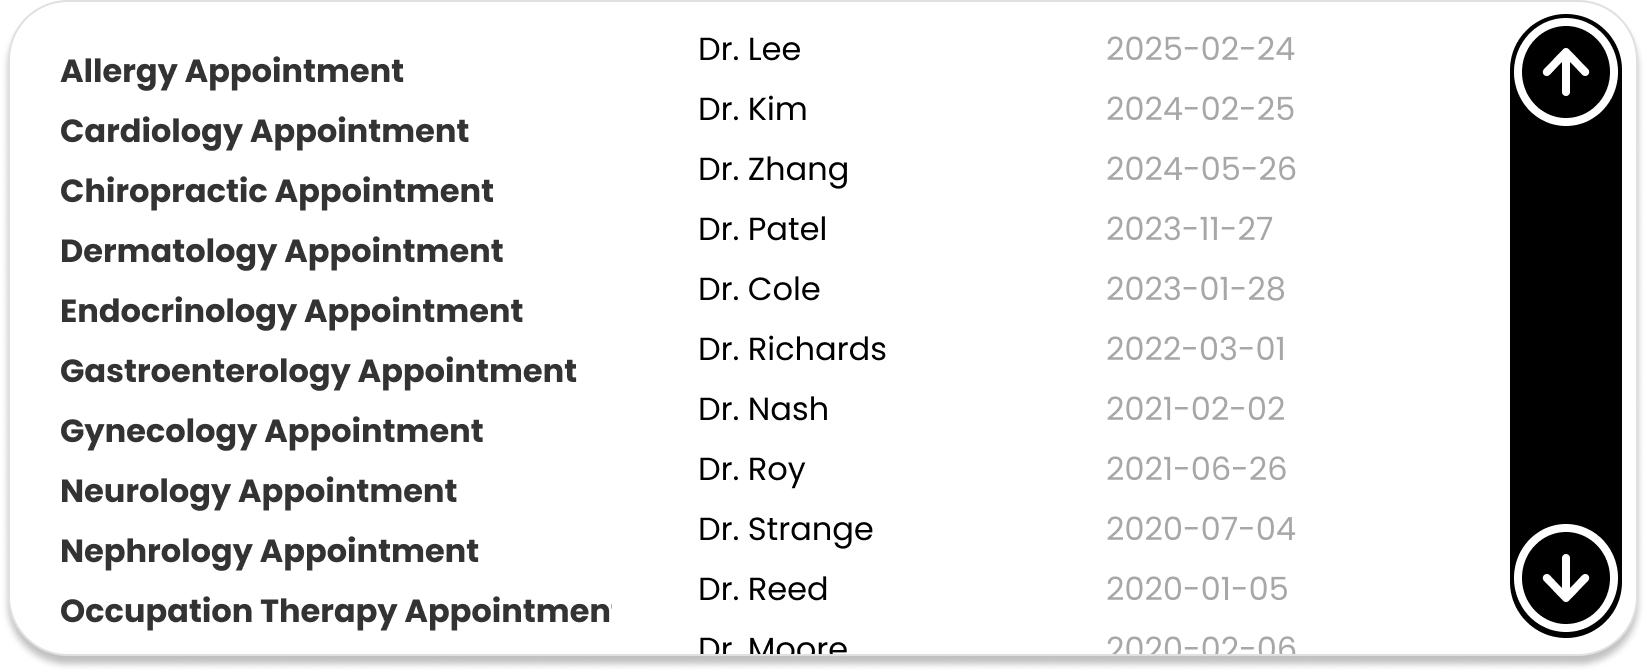 Allergy Appointment Dr. Lee 2025-02-24
Cardiology Appointment Dr. Kim 2024-02-25
Chiropractic Appointment Dr. Zhang 2024-05-26
Dermatology Appointment Dr. Patel 2023-11-27
Endocrinology Appointment Dr. Cole 2023-01-28
Gastroenterology Appointment Dr. Richards 2022-03-01
Gynecology Appointment Dr. Nash 2021-02-02
Neurology Appointment Dr. Roy 2021-06-26
Nephrology Appointment Dr. Strange 2020-07-04
Occupation Therapy Appointmen Dr. Reed 2020-01-05
Dr. Moore 2020-02-06